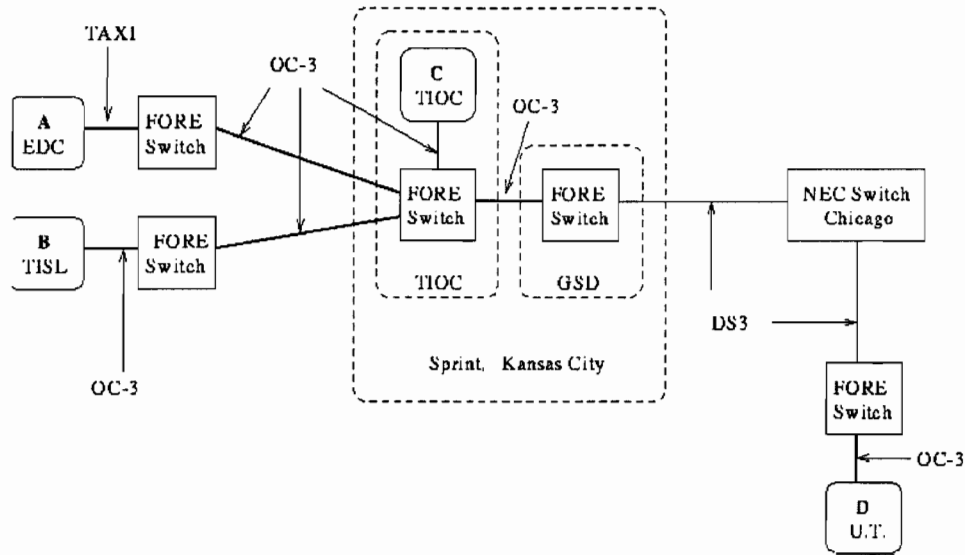 TAXI
OC-3
C
TIOC
OC-3
A
EDC
FORE
Switch
FORE
Switch
FORE
Switch
NEC Switch
Chicago
B
TISL
FORE
Switch
TIOC
GSD
DS3
Sprint, Kansas City
OC-3
FORE
Switch
OC-3
D
U.T.